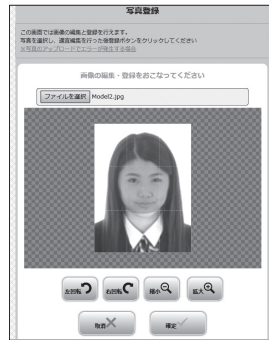 写真登録
この画面では画像の編集と登録を行えます。
写真を選択し、適宜編集を行った後登録ボタンをクリックしてください
※写真のアップロードでエラーが発生する場合
画像の編集・登録をおこなってください
ファイルを選択 Model2.jpg
左回転 右回転 縮小 拡大
取消 確定